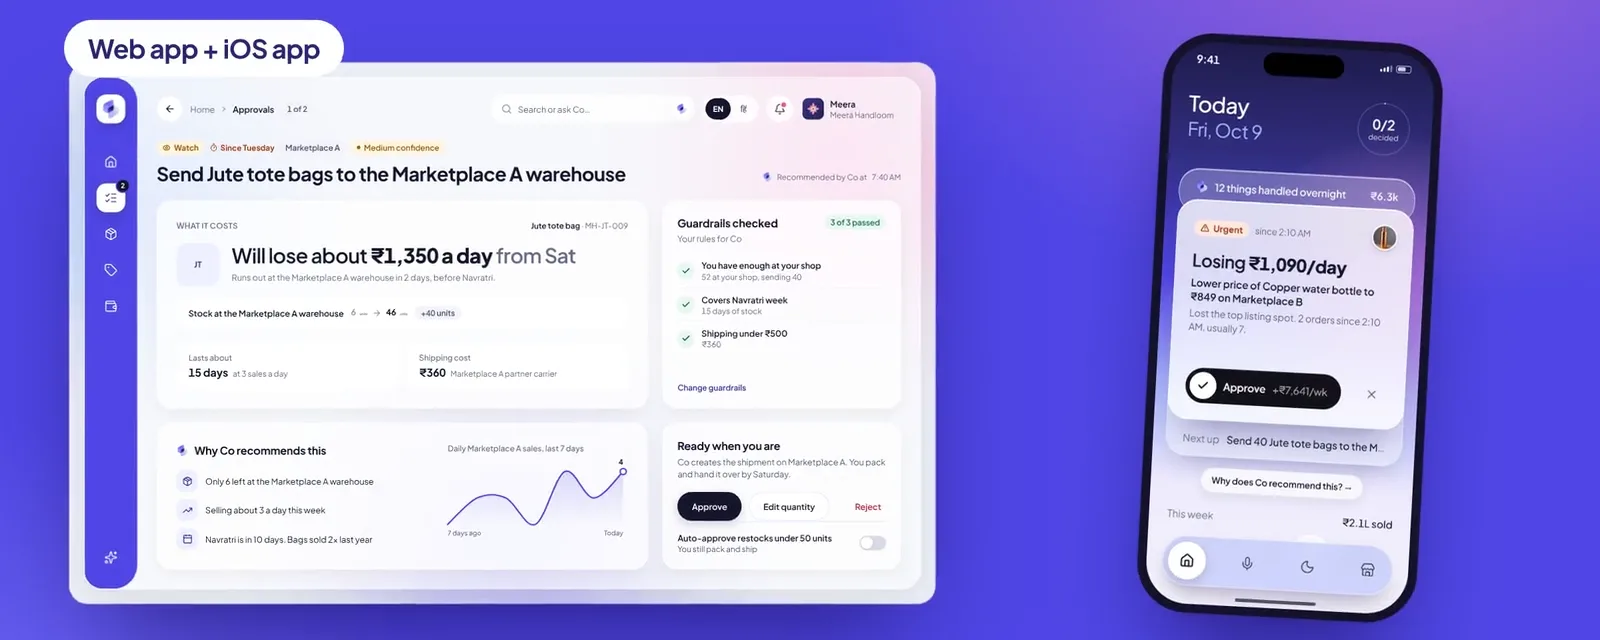 Web app + iOS app
Home > Approvals 1 of 2
Search or ask Co...
EN
Meera
Meera Handloom
2
Watch Since Tuesday Marketplace A Medium confidence
Send Jute tote bags to the Marketplace A warehouse
Recommended by Co at 7:40 AM
WHAT IT COSTS
Jute tote bag · MH-JT-009
JT
Will lose about ₹1,350 a day from Sat
Runs out at the Marketplace A warehouse in 2 days, before Navratri.
Stock at the Marketplace A warehouse 6 → 46 +40 units
Lasts about
15 days at 3 sales a day
Shipping cost
₹360 Marketplace A partner carrier
Guardrails checked
3 of 3 passed
Your rules for Co
You have enough at your shop
52 at your shop, sending 40
Covers Navratri week
15 days of stock
Shipping under ₹500
₹360
Change guardrails
Why Co recommends this
Only 6 left at the Marketplace A warehouse
Selling about 3 a day this week
Navratri is in 10 days. Bags sold 2x last year
Daily Marketplace A sales, last 7 days
4
7 days ago
Today
Ready when you are
Co creates the shipment on Marketplace A. You pack
and hand it over by Saturday.
Approve
Edit quantity
Reject
Auto-approve restocks under 50 units
You still pack and ship
9:41
Today
Fri, Oct 9
0/2
decided
12 things handled overnight ₹6.3k
Urgent since 2:10 AM
Losing ₹1,090/day
Lower price of Copper water bottle to
₹849 on Marketplace B
Lost the top listing spot. 2 orders since 2:10
AM, usually 7.
Approve +₹7,641/wk
Next up Send 40 Jute tote bags to the M...
Why does Co recommend this? →
This week
₹2.1L sold